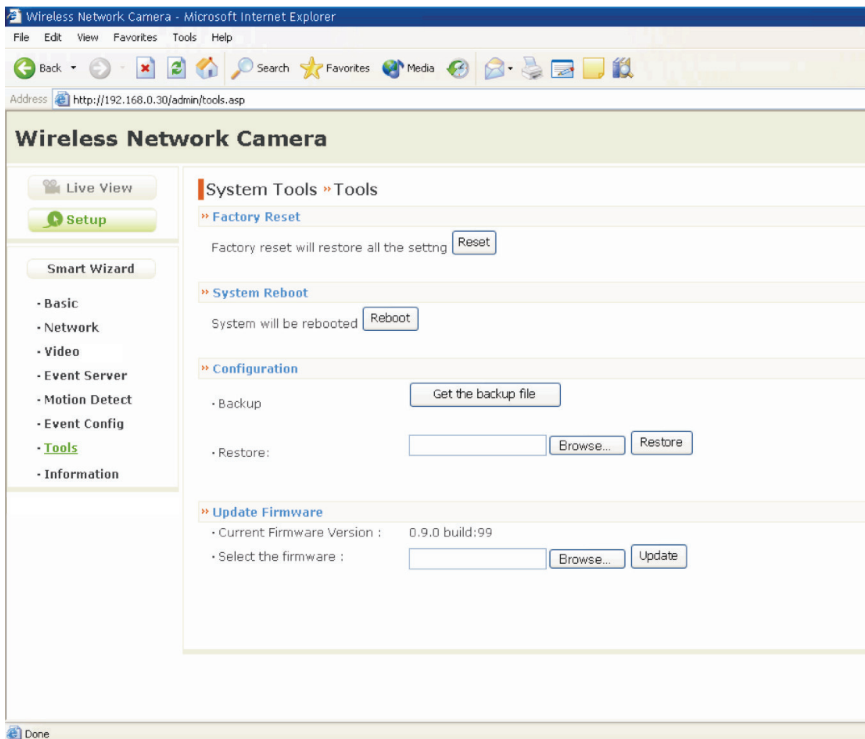 Wireless Network Camera - Microsoft Internet Explorer
File Edit View Favorites Tools Help
Back Search Favorites Media
Address http://192.168.0.30/admin/tools.asp
Wireless Network Camera
Live View
Setup
Smart Wizard
· Basic
· Network
· Video
· Event Server
· Motion Detect
· Event Config
· Tools
· Information
System Tools » Tools
» Factory Reset
Factory reset will restore all the settng Reset
» System Reboot
System will be rebooted Reboot
» Configuration
· Backup Get the backup file
· Restore: Browse... Restore
» Update Firmware
· Current Firmware Version : 0.9.0 build:99
· Select the firmware : Browse... Update
Done